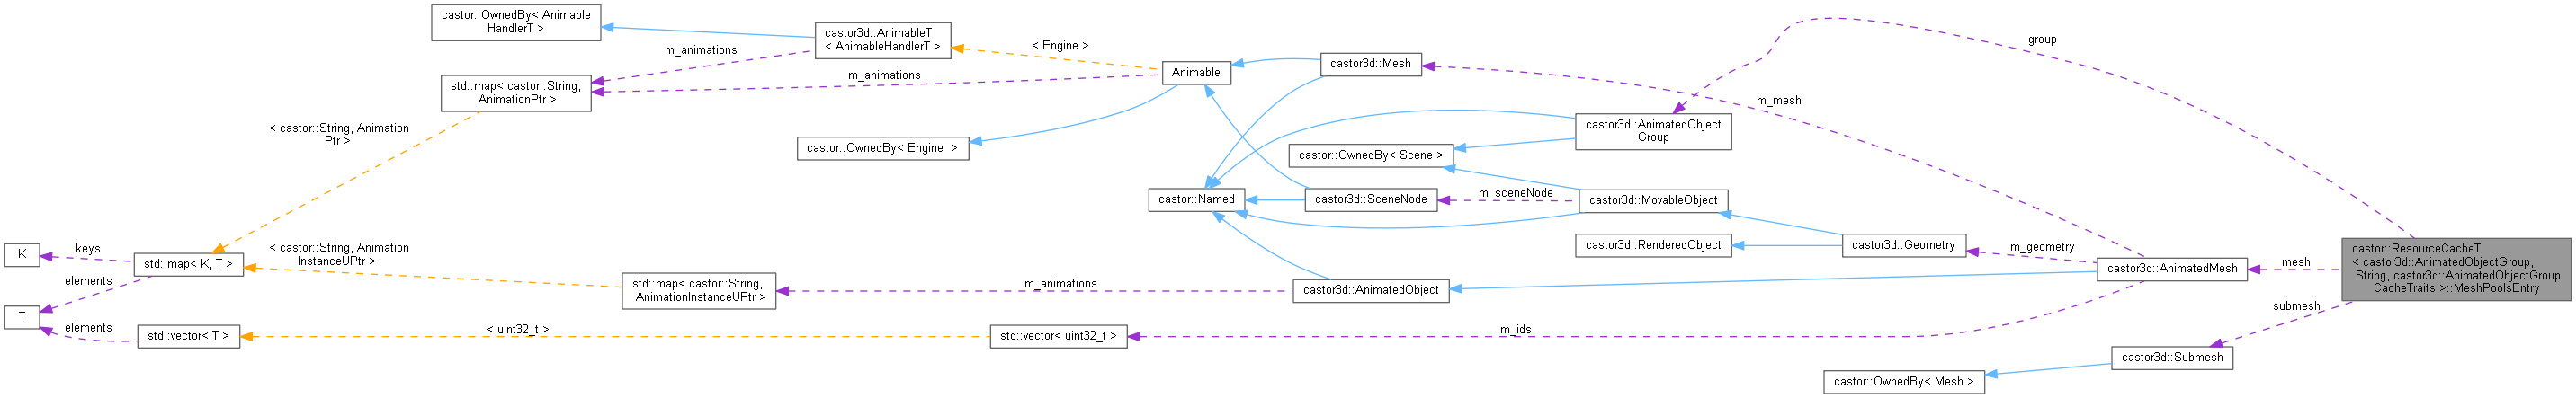 castor::OwnedBy< Animable
HandlerT >
castor3d::AnimableT
< AnimableHandlerT >
m_animations
< Engine >
m_animations
std::map< castor::String,
AnimationPtr >
Animable
castor3d::Mesh
group
m_mesh
< castor::String, Animation
Ptr >
castor::OwnedBy< Engine  >
castor3d::AnimatedObject
Group
castor::OwnedBy< Scene >
castor::Named
castor3d::SceneNode
m_sceneNode
castor3d::MovableObject
castor3d::RenderedObject
castor3d::Geometry
m_geometry
castor3d::AnimatedMesh
mesh
castor::ResourceCacheT
< castor3d::AnimatedObjectGroup,
String, castor3d::AnimatedObjectGroup
CacheTraits >::MeshPoolsEntry
K
keys
std::map< K, T >
< castor::String, Animation
InstanceUPtr >
elements
std::map< castor::String,
AnimationInstanceUPtr >
m_animations
castor3d::AnimatedObject
submesh
T
elements
std::vector< T >
< uint32_t >
std::vector< uint32_t >
m_ids
castor3d::Submesh
castor::OwnedBy< Mesh >